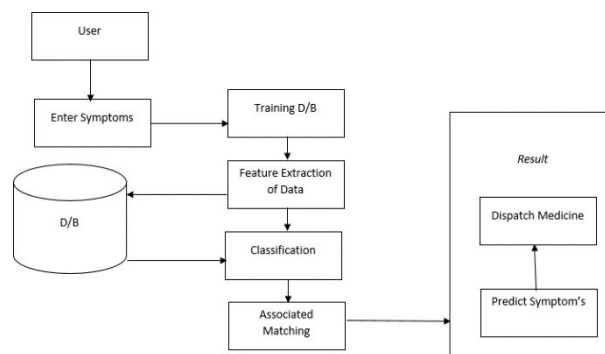 User
Enter Symptoms
Training D/B
Feature Extraction
of Data
D/B
Classification
Associated
Matching
Result
Dispatch Medicine
Predict Symptom's